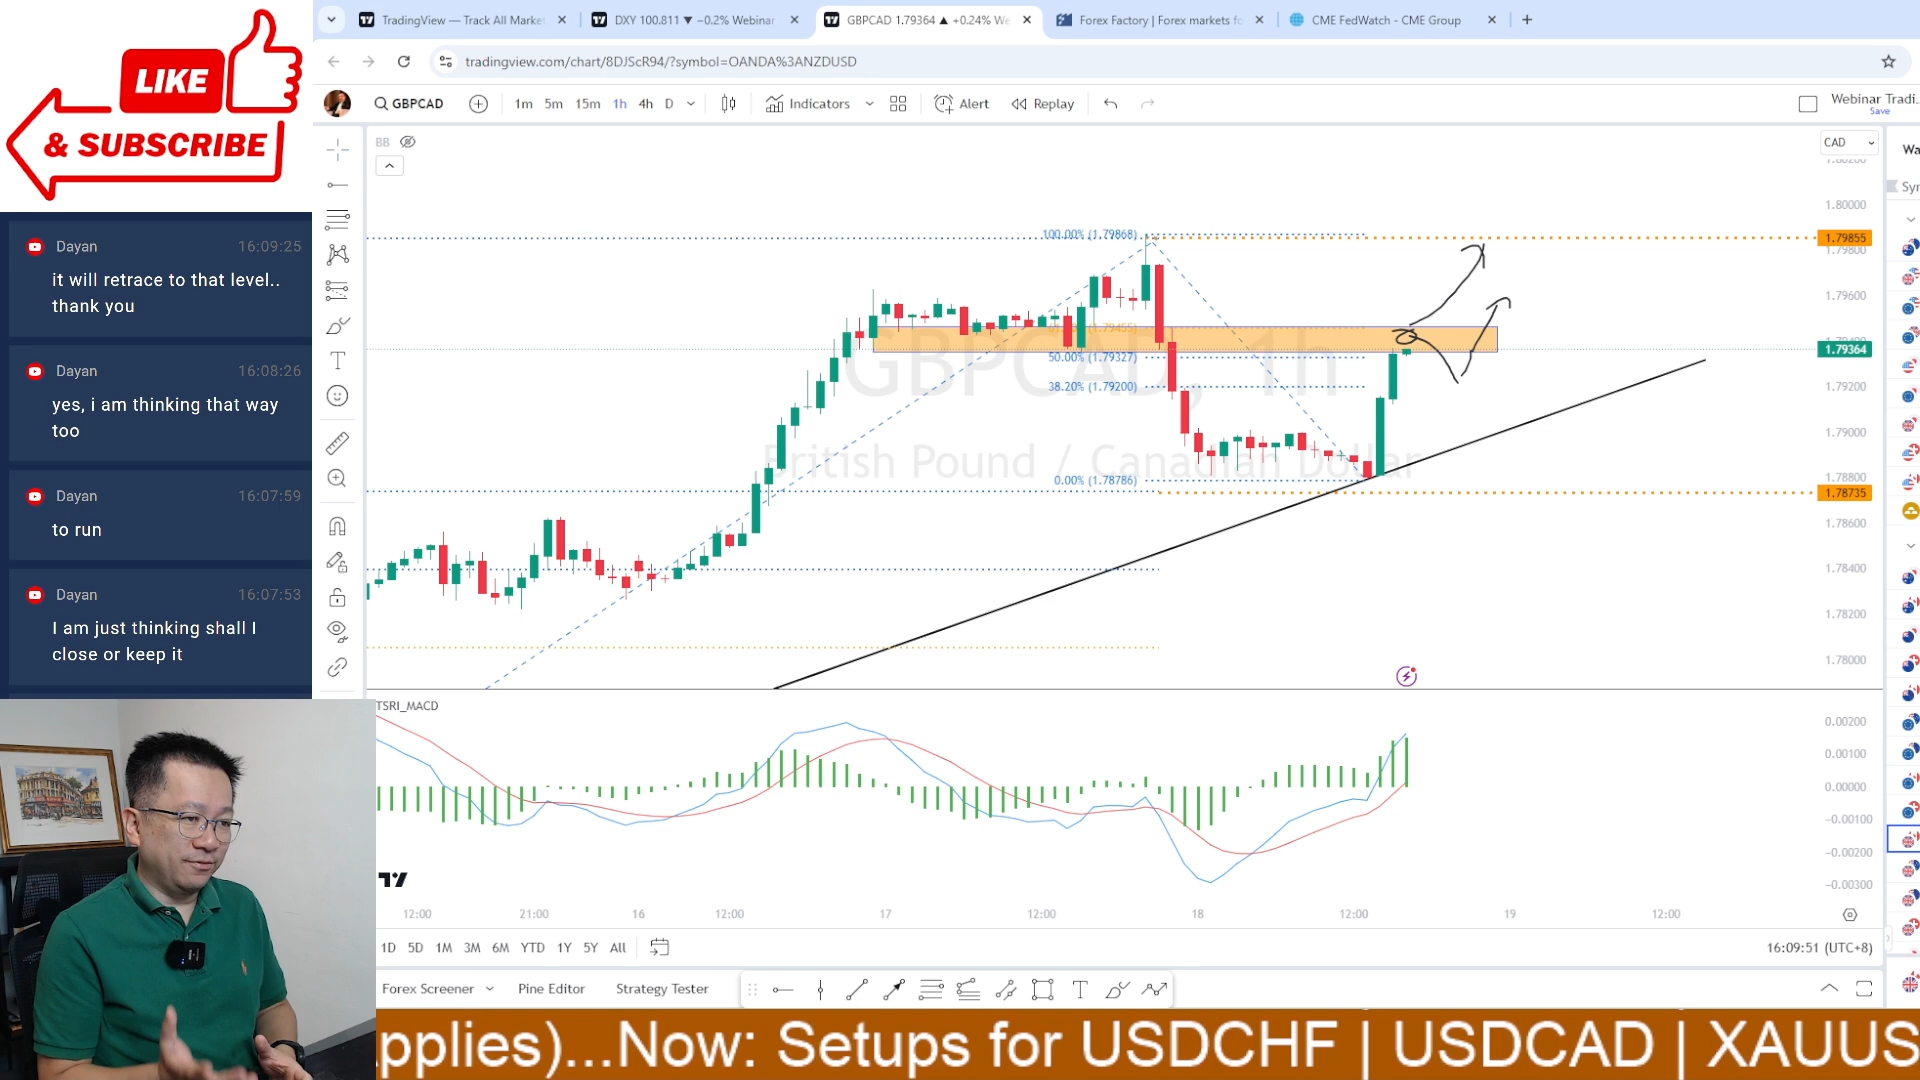 LIKE
& SUBSCRIBE
Dayan 16:09:25
it will retrace to that level..
thank you
Dayan 16:08:26
yes, i am thinking that way
too
Dayan 16:07:59
to run
Dayan 16:07:53
I am just thinking shall I
close or keep it
TradingView — Track All Marke
DXY 100.811 ▼ −0.2% Webinar
GBPCAD 1.79364 ▲ +0.24% We
Forex Factory | Forex markets fo
CME FedWatch - CME Group
tradingview.com/chart/8DJScR94/?symbol=OANDA%3ANZDUSD
GBPCAD 1m 5m 15m 1h 4h D Indicators Alert Replay Webinar Tradi...
Save
BB
CAD
Wa
Syr
1.80000
100.00% (1.79868)
1.79855
1.79800
1.79600
(1.79455)
1.79364
50.00% (1.79327)
38.20% (1.79200)
1.79200
GBPCAD, 1h
1.79000
British Pound / Canadian Dollar
0.00% (1.78786)
1.78800
1.78735
1.78600
1.78400
1.78200
1.78000
TSRI_MACD
0.00200
0.00100
0.00000
−0.00100
−0.00200
−0.00300
12:00 21:00 16 12:00 17 12:00 18 12:00 19 12:00
1D 5D 1M 3M 6M YTD 1Y 5Y All
16:09:51 (UTC+8)
Forex Screener Pine Editor Strategy Tester
Applies)...Now: Setups for USDCHF | USDCAD | XAUUS